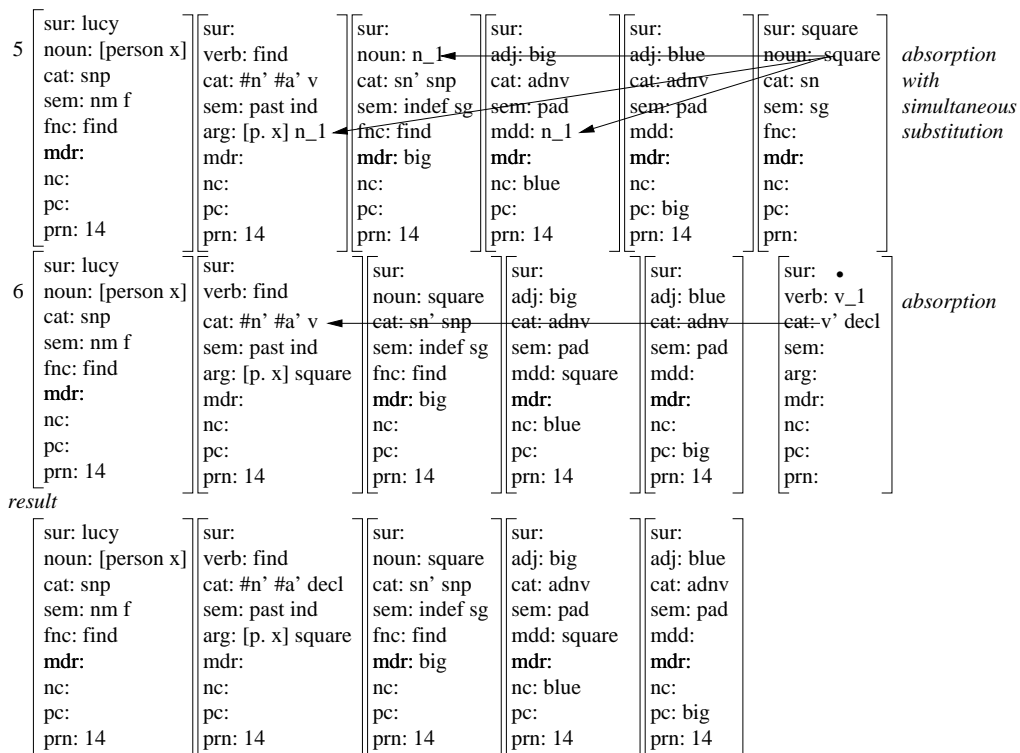 5
sur: lucy
noun: [person x]
cat: snp
sem: nm f
fnc: find
mdr:
nc:
pc:
prn: 14
sur:
verb: find
cat: #n’ #a’ v
sem: past ind
arg: [p. x] n_1
mdr:
nc:
pc:
prn: 14
sur:
noun: n_1
cat: sn’ snp
sem: indef sg
fnc: find
mdr: big
nc:
pc:
prn: 14
sur:
adj: big
cat: adnv
sem: pad
mdd: n_1
mdr:
nc: blue
pc:
prn: 14
sur:
adj: blue
cat: adnv
sem: pad
mdd:
mdr:
nc:
pc: big
prn: 14
sur: square
noun: square
cat: sn
sem: sg
fnc:
mdr:
nc:
pc:
prn:
absorption
with
simultaneous
substitution
6
sur: lucy
noun: [person x]
cat: snp
sem: nm f
fnc: find
mdr:
nc:
pc:
prn: 14
sur:
verb: find
cat: #n’ #a’ v
sem: past ind
arg: [p. x] square
mdr:
nc:
pc:
prn: 14
sur:
noun: square
cat: sn’ snp
sem: indef sg
fnc: find
mdr: big
nc:
pc:
prn: 14
sur:
adj: big
cat: adnv
sem: pad
mdd: square
mdr:
nc: blue
pc:
prn: 14
sur:
adj: blue
cat: adnv
sem: pad
mdd:
mdr:
nc:
pc: big
prn: 14
sur: •
verb: v_1
cat: v’ decl
sem:
arg:
mdr:
nc:
pc:
prn:
absorption
result
sur: lucy
noun: [person x]
cat: snp
sem: nm f
fnc: find
mdr:
nc:
pc:
prn: 14
sur:
verb: find
cat: #n’ #a’ decl
sem: past ind
arg: [p. x] square
mdr:
nc:
pc:
prn: 14
sur:
noun: square
cat: sn’ snp
sem: indef sg
fnc: find
mdr: big
nc:
pc:
prn: 14
sur:
adj: big
cat: adnv
sem: pad
mdd: square
mdr:
nc: blue
pc:
prn: 14
sur:
adj: blue
cat: adnv
sem: pad
mdd:
mdr:
nc:
pc: big
prn: 14